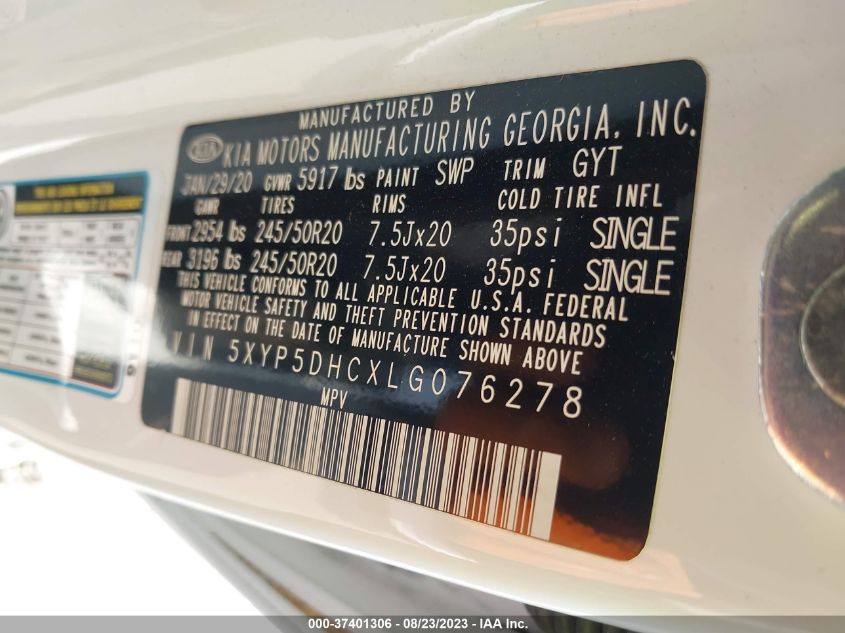 MANUFACTURED BY
KIA KIA MOTORS MANUFACTURING GEORGIA, INC.
JAN/29/20 GVWR 5917 lbs PAINT SWP TRIM GYT
GAWR TIRES RIMS COLD TIRE INFL
FRONT 2954 lbs 245/50R20 7.5Jx20 35psi SINGLE
REAR 3196 lbs 245/50R20 7.5Jx20 35psi SINGLE
THIS VEHICLE CONFORMS TO ALL APPLICABLE U.S.A. FEDERAL
MOTOR VEHICLE SAFETY AND THEFT PREVENTION STANDARDS
IN EFFECT ON THE DATE OF MANUFACTURE SHOWN ABOVE
VIN 5XYP5DHCXLG076278
MPV
000-37401306 - 08/23/2023 - IAA Inc.